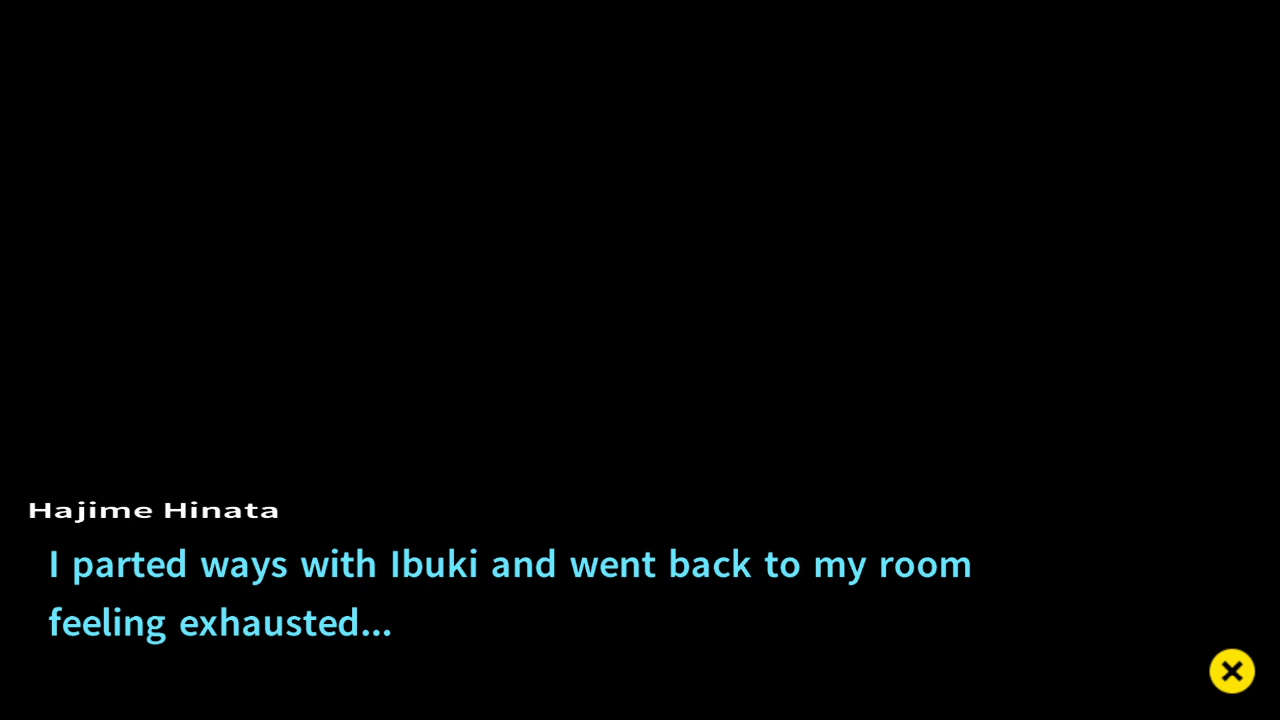 Hajime Hinata
I parted ways with Ibuki and went back to my room
feeling exhausted...